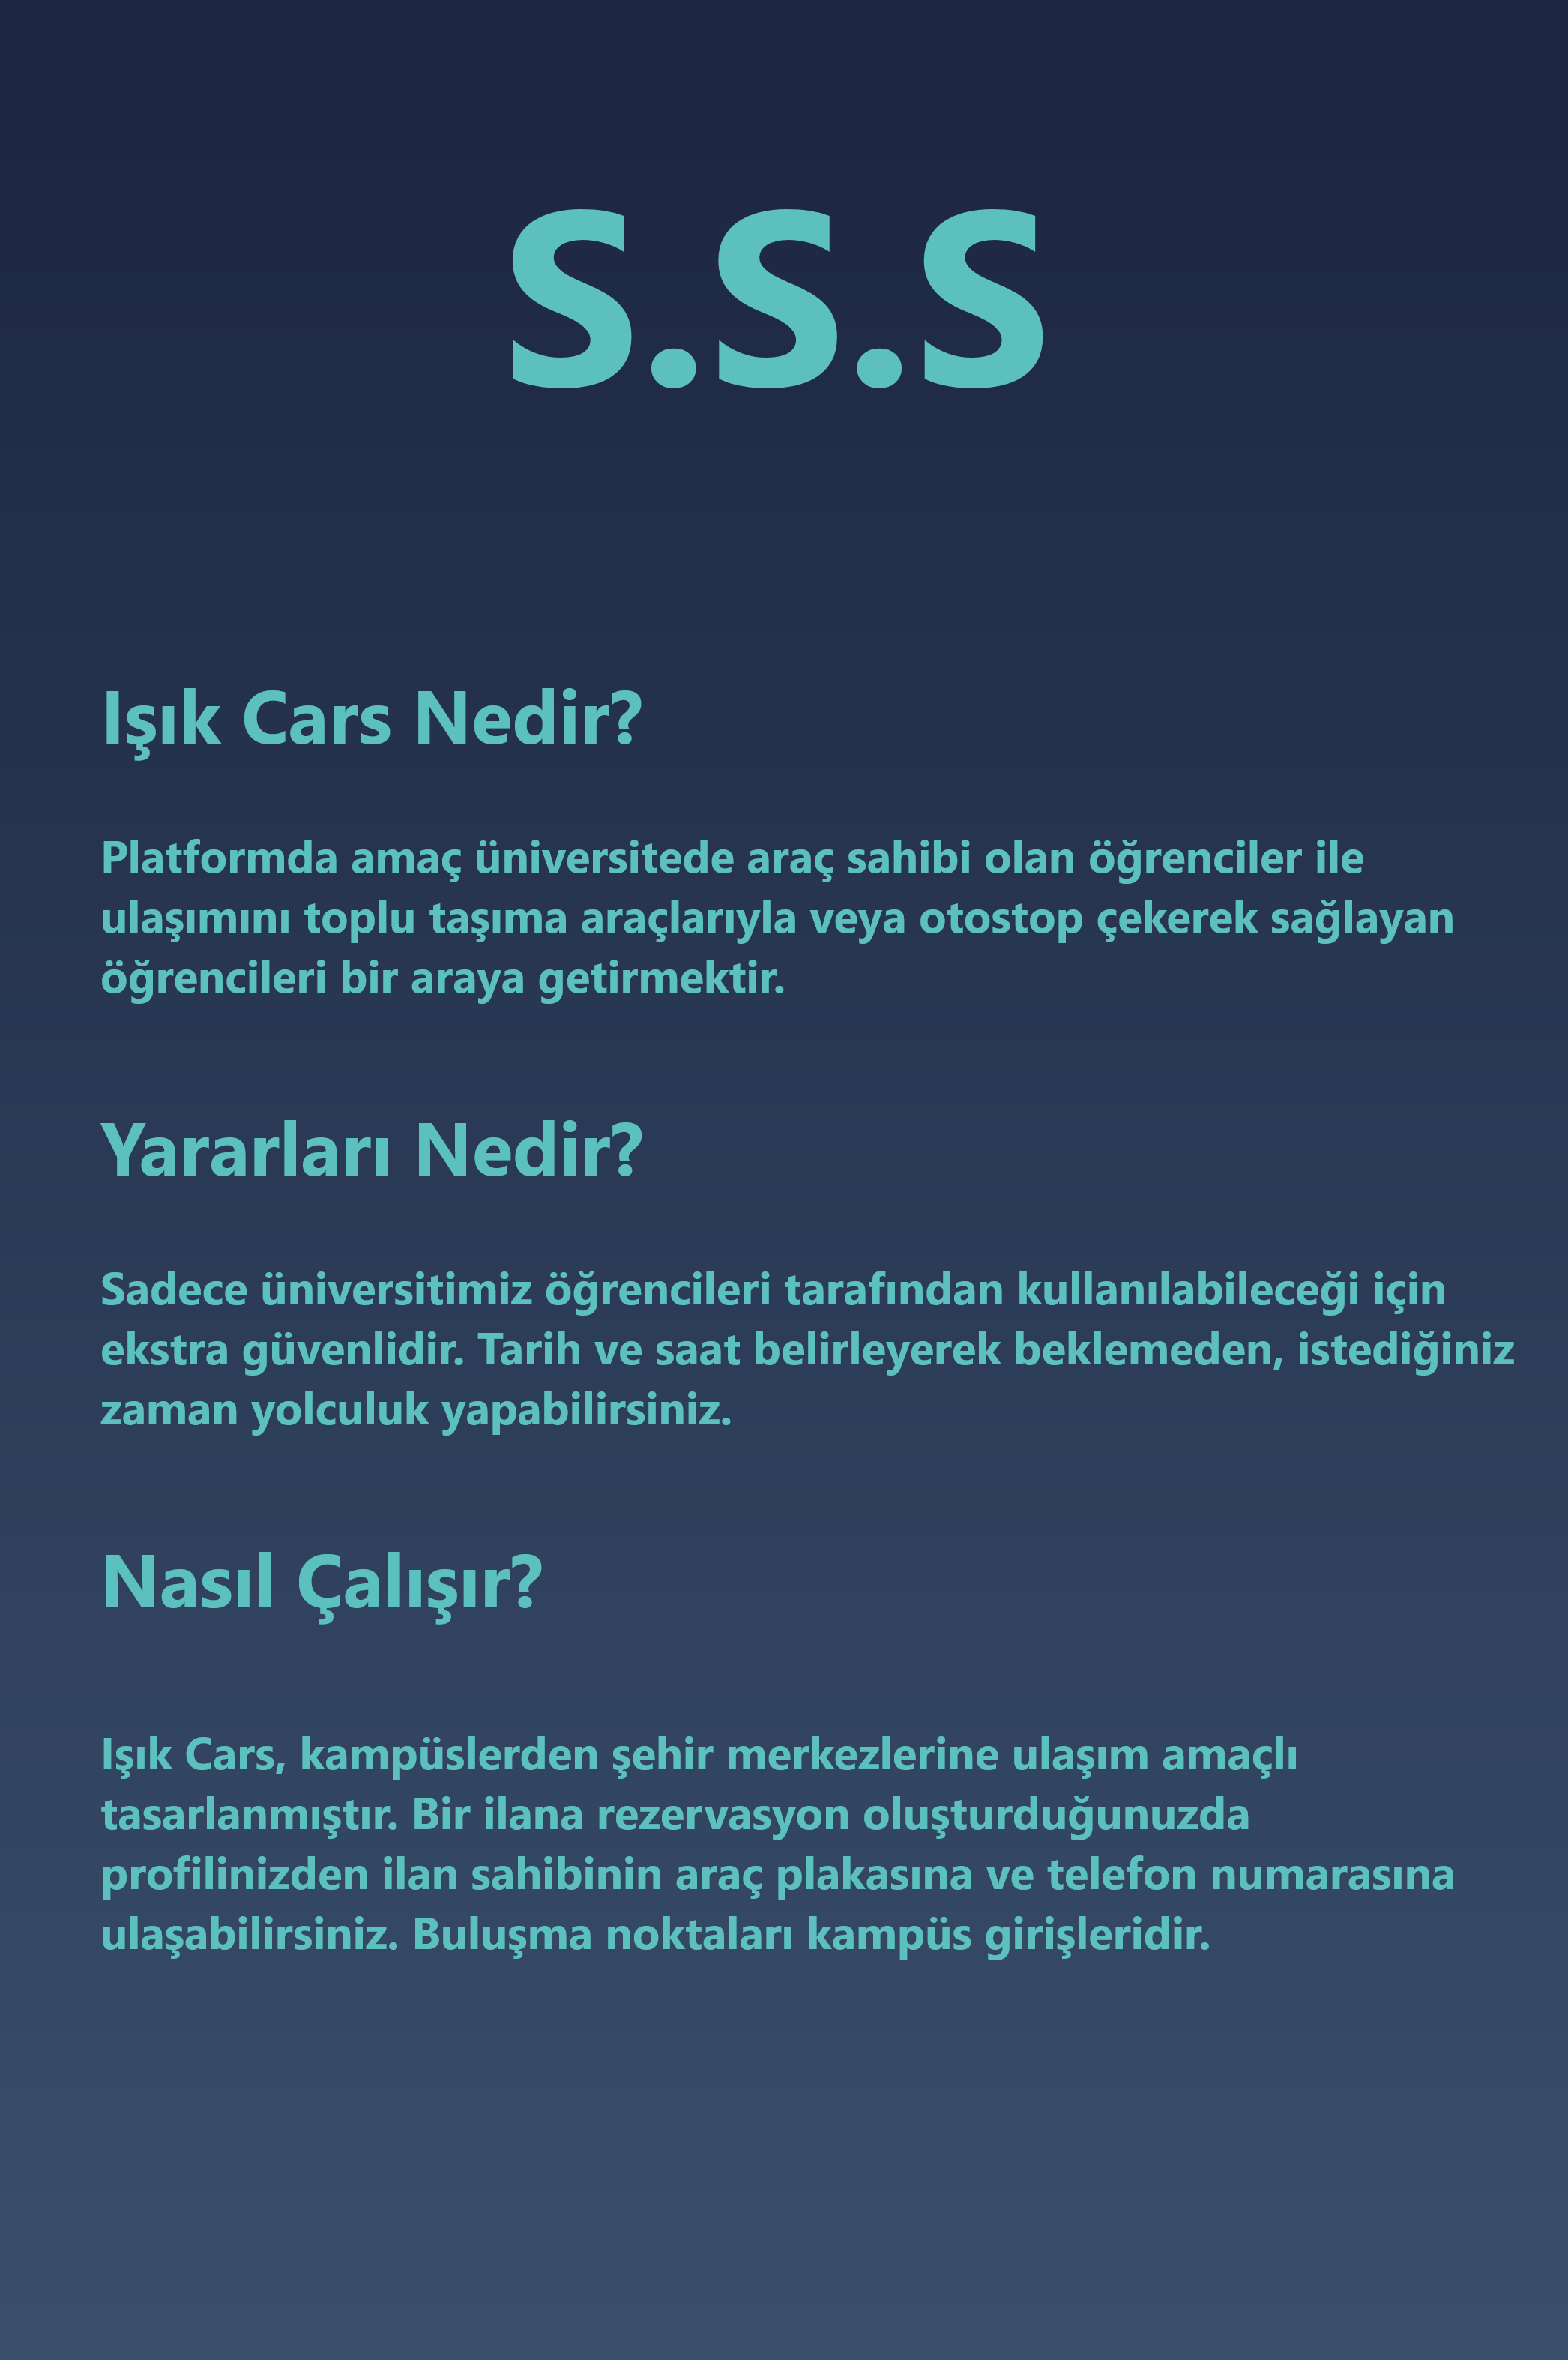 S.S.S
Işık Cars Nedir?
Platformda amaç üniversitede araç sahibi olan öğrenciler ile
ulaşımını toplu taşıma araçlarıyla veya otostop çekerek sağlayan
öğrencileri bir araya getirmektir.
Yararları Nedir?
Sadece üniversitimiz öğrencileri tarafından kullanılabileceği için
ekstra güvenlidir. Tarih ve saat belirleyerek beklemeden, istediğiniz
zaman yolculuk yapabilirsiniz.
Nasıl Çalışır?
Işık Cars, kampüslerden şehir merkezlerine ulaşım amaçlı
tasarlanmıştır. Bir ilana rezervasyon oluşturduğunuzda
profilinizden ilan sahibinin araç plakasına ve telefon numarasına
ulaşabilirsiniz. Buluşma noktaları kampüs girişleridir.